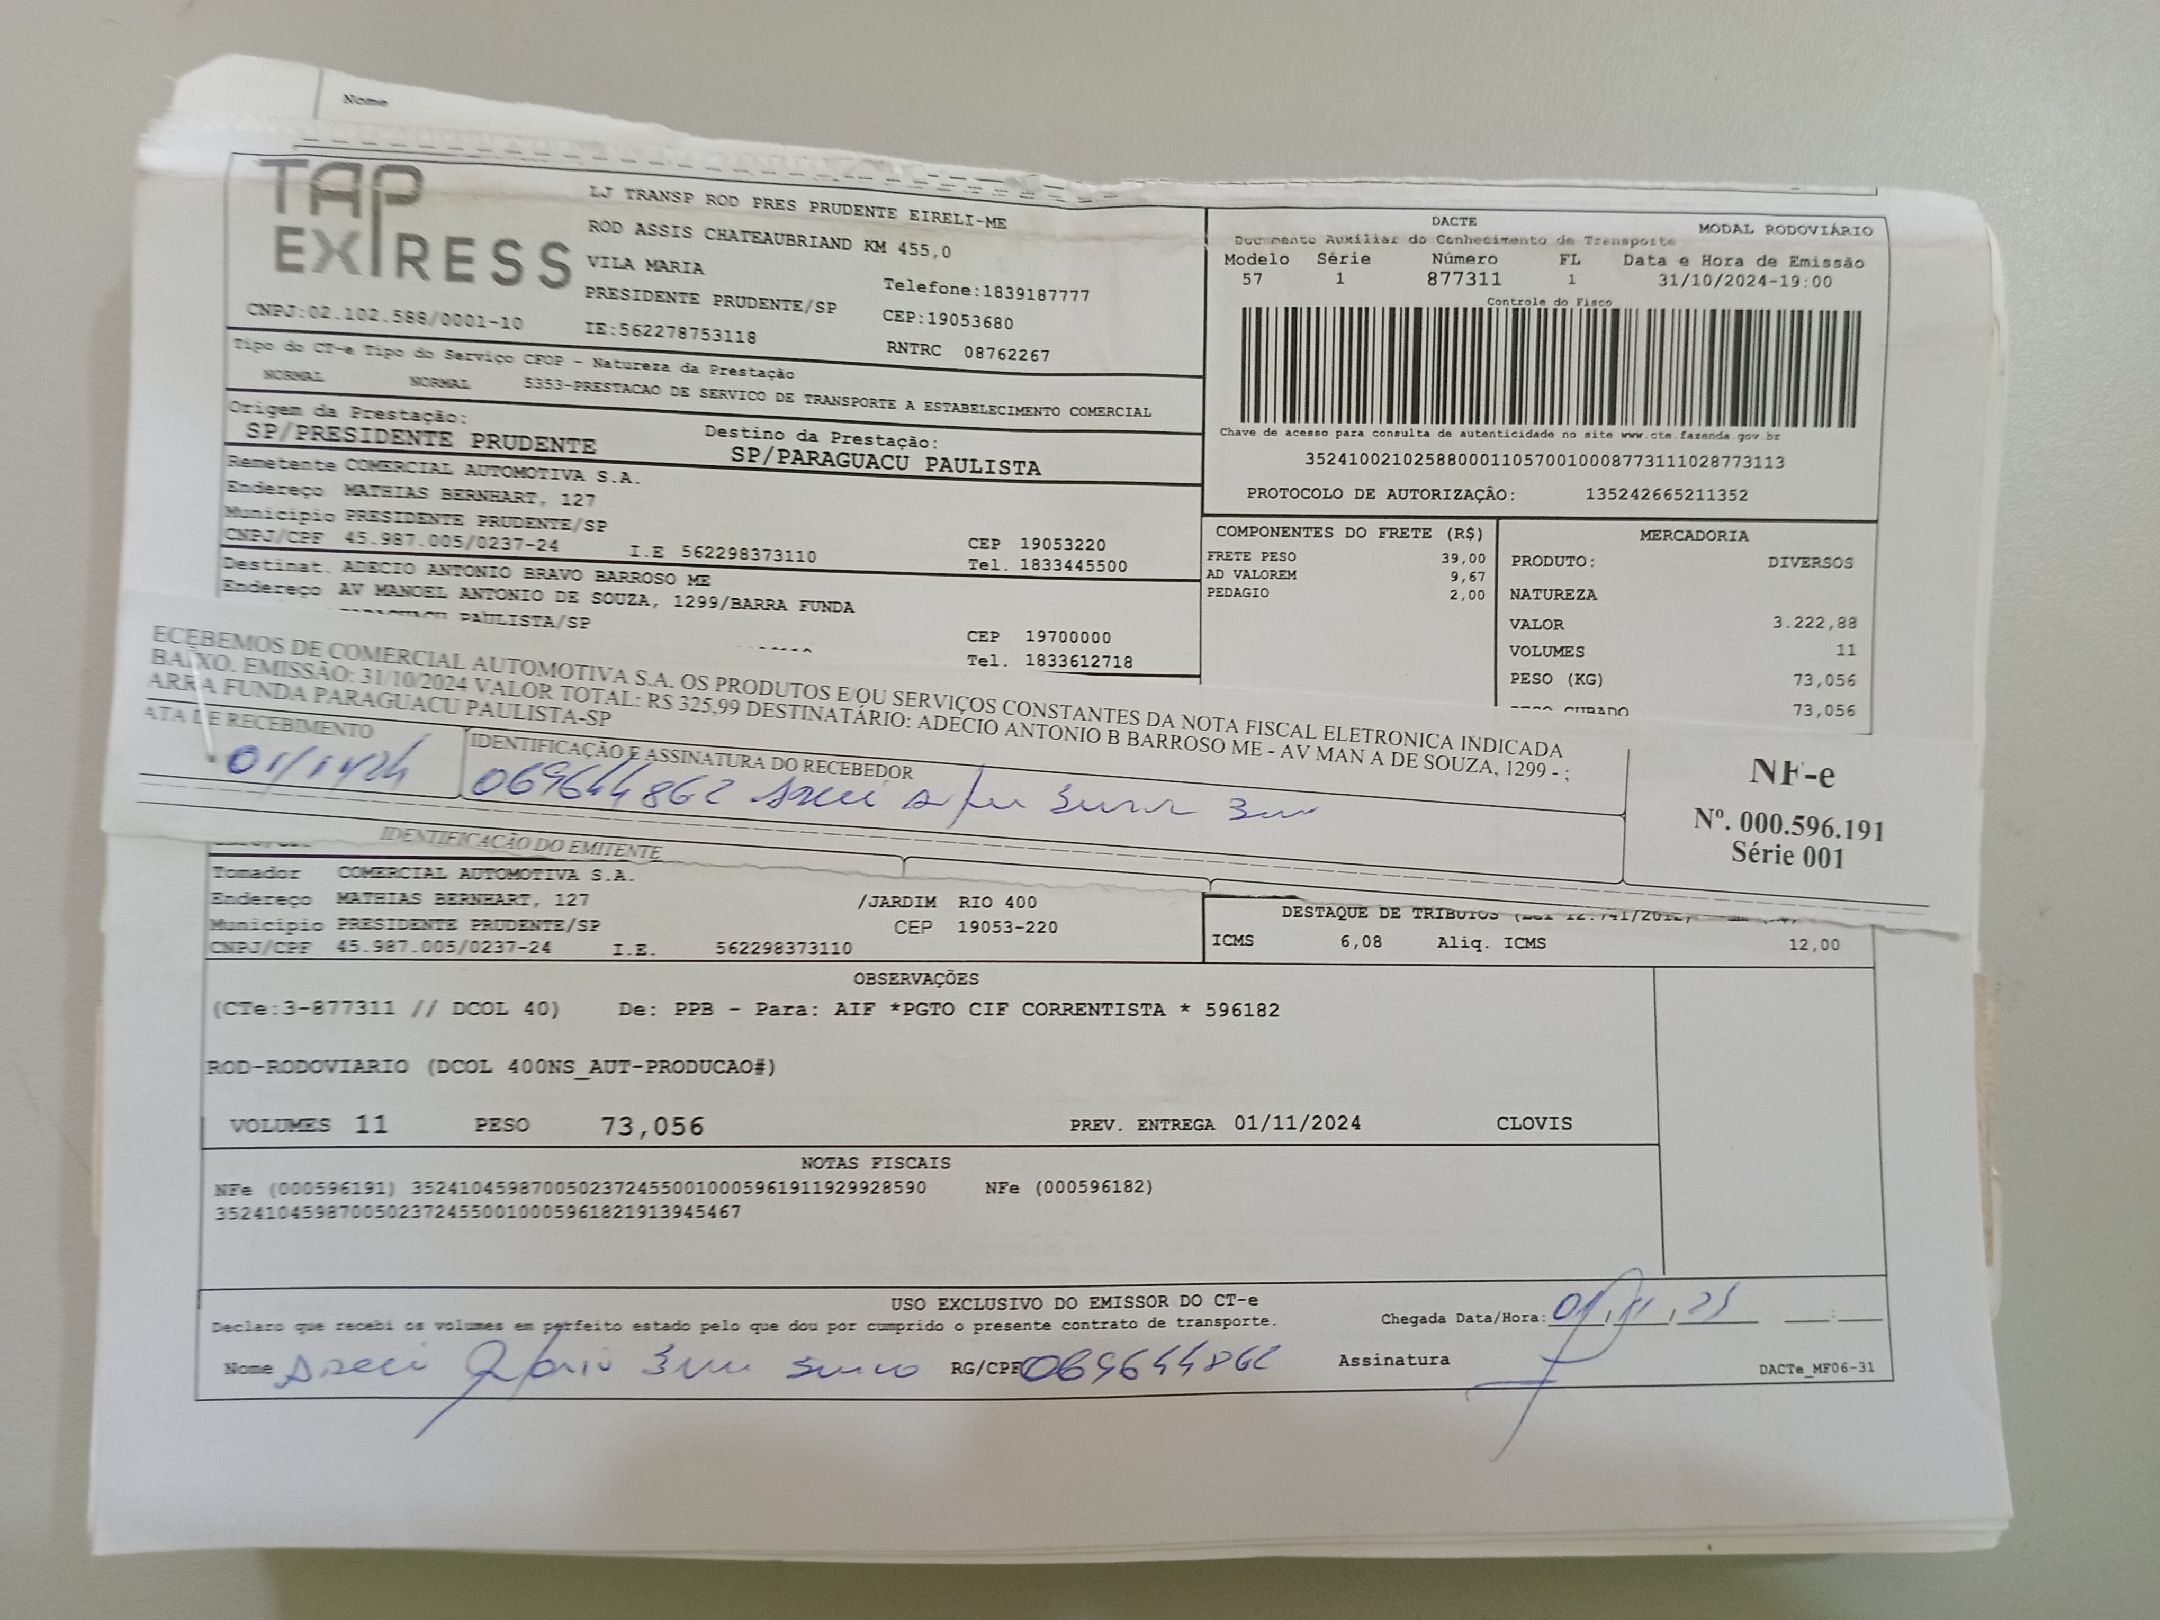 Nome
TAP EXPRESS
LJ TRANSP ROD PRES PRUDENTE EIRELI-ME
ROD ASSIS CHATEAUBRIAND KM 455,0
VILA MARIA
Telefone:1839187777
PRESIDENTE PRUDENTE/SP
CEP:19053680
CNPJ:02.102.588/0001-10
IE:562278753118
RNTRC 08762267
Tipo do CT-e Tipo do Serviço CFOP - Natureza da Prestação
NORMAL NORMAL 5353-PRESTACAO DE SERVICO DE TRANSPORTE A ESTABELECIMENTO COMERCIAL
Origem da Prestação:
SP/PRESIDENTE PRUDENTE
Destino da Prestação:
SP/PARAGUACU PAULISTA
Remetente COMERCIAL AUTOMOTIVA S.A.
Endereço MATHIAS BERNHART, 127
Municipio PRESIDENTE PRUDENTE/SP
CEP 19053220
CNPJ/CPF 45.987.005/0237-24 I.E 562298373110
Tel. 1833445500
Destinat. ADECIO ANTONIO BRAVO BARROSO ME
Endereço AV MANOEL ANTONIO DE SOUZA, 1299/BARRA FUNDA
PAULISTA/SP
CEP 19700000
Tel. 1833612718
DACTE
MODAL RODOVIÁRIO
Documento Auxiliar do Conhecimento de Transporte
Modelo Série Número FL Data e Hora de Emissão
57 1 877311 1 31/10/2024-19:00
Controle do Fisco
Chave de acesso para consulta de autenticidade no site www.cte.fazenda.gov.br
35241002102588000110570010008773111028773113
PROTOCOLO DE AUTORIZAÇÂO: 135242665211352
COMPONENTES DO FRETE (R$)
FRETE PESO 39,00
AD VALOREM 9,67
PEDAGIO 2,00
MERCADORIA
PRODUTO: DIVERSOS
NATUREZA
VALOR 3.222,88
VOLUMES 11
PESO (KG) 73,056
PESO CUBADO 73,056
ECEBEMOS DE COMERCIAL AUTOMOTIVA S.A. OS PRODUTOS E/OU SERVIÇOS CONSTANTES DA NOTA FISCAL ELETRONICA INDICADA
BAIXO. EMISSÃO: 31/10/2024 VALOR TOTAL: R$ 325,99 DESTINATÁRIO: ADECIO ANTONIO B BARROSO ME - AV MAN A DE SOUZA, 1299 - ;
ARRA FUNDA PARAGUACU PAULISTA-SP
ATA DE RECEBIMENTO
01/11/24
IDENTIFICAÇÃO E ASSINATURA DO RECEBEDOR
069644862
NF-e
Nº. 000.596.191
Série 001
IDENTIFICAÇÃO DO EMITENTE
Tomador COMERCIAL AUTOMOTIVA S.A.
Endereço MATHIAS BERNHART, 127 /JARDIM RIO 400
Municipio PRESIDENTE PRUDENTE/SP CEP 19053-220
CNPJ/CPF 45.987.005/0237-24 I.E. 562298373110
DESTAQUE DE TRIBUTOS
ICMS 6,08 Aliq. ICMS 12,00
OBSERVAÇÕES
(CTe:3-877311 // DCOL 40) De: PPB - Para: AIF *PGTO CIF CORRENTISTA * 596182
ROD-RODOVIARIO (DCOL 400NS_AUT-PRODUCAO#)
VOLUMES 11 PESO 73,056 PREV. ENTREGA 01/11/2024 CLOVIS
NOTAS FISCAIS
NFe (000596191) 35241045987005023724550010005961911929928590 NFe (000596182)
35241045987005023724550010005961821913945467
USO EXCLUSIVO DO EMISSOR DO CT-e
Declaro que recebi os volumes em perfeito estado pelo que dou por cumprido o presente contrato de transporte.
Chegada Data/Hora:
Nome RG/CPF 069644862 Assinatura
DACTe_MF06-31